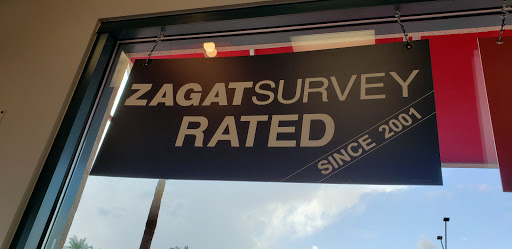 ZAGATSURVEY
RATED
SINCE 2001